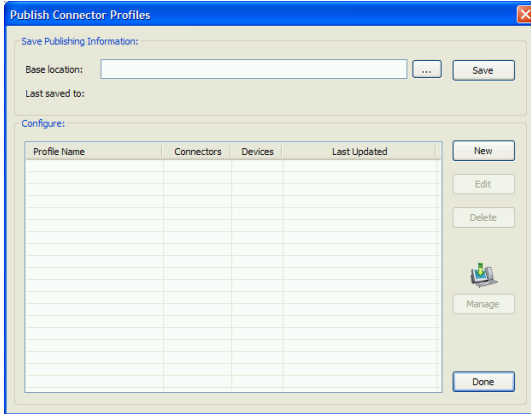 Publish Connector Profiles
Save Publishing Information:
Base location:
...
Save
Last saved to:
Configure:
Profile Name Connectors Devices Last Updated
New
Edit
Delete
Manage
Done